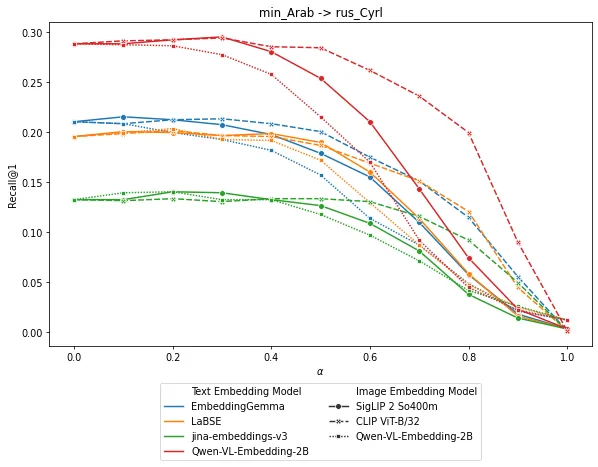 min_Arab -> rus_Cyrl
Recall@1
0.30
0.25
0.20
0.15
0.10
0.05
0.00
0.0 0.2 0.4 0.6 0.8 1.0
α
Text Embedding Model
EmbeddingGemma
LaBSE
jina-embeddings-v3
Qwen-VL-Embedding-2B
Image Embedding Model
SigLIP 2 So400m
CLIP ViT-B/32
Qwen-VL-Embedding-2B